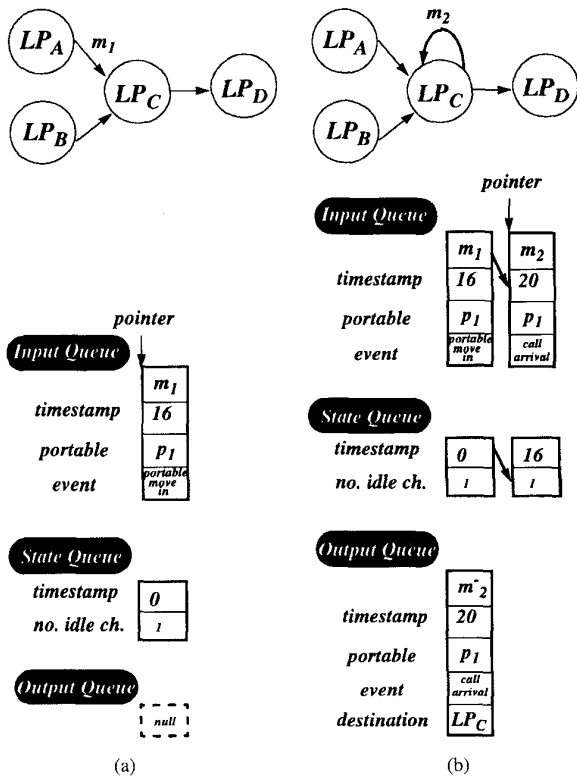 LP_A
m_1
LP_C
LP_D
LP_B
pointer
Input Queue
m_1
timestamp 16
portable p_1
event portable move in
State Queue
timestamp 0
no. idle ch. 1
Output Queue
null
(a)
m_2
LP_A
LP_C
LP_D
LP_B
pointer
Input Queue
m_1 m_2
timestamp 16 20
portable p_1 p_1
event portable move in call arrival
State Queue
timestamp 0 16
no. idle ch. 1 1
Output Queue
m^-_2
timestamp 20
portable p_1
event call arrival
destination LP_C
(b)